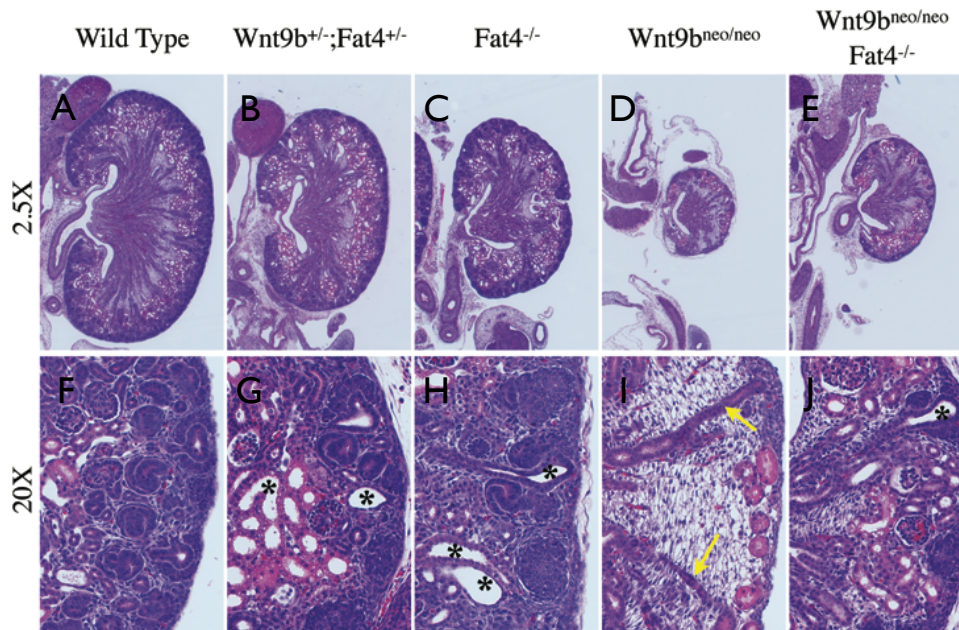 Wild Type
Wnt9b+/-;Fat4+/-
Fat4-/-
Wnt9bneo/neo
Wnt9bneo/neo
Fat4-/-
2.5X
A
B
C
D
E
20X
F
G
*
*
H
*
*
*
I
J
*